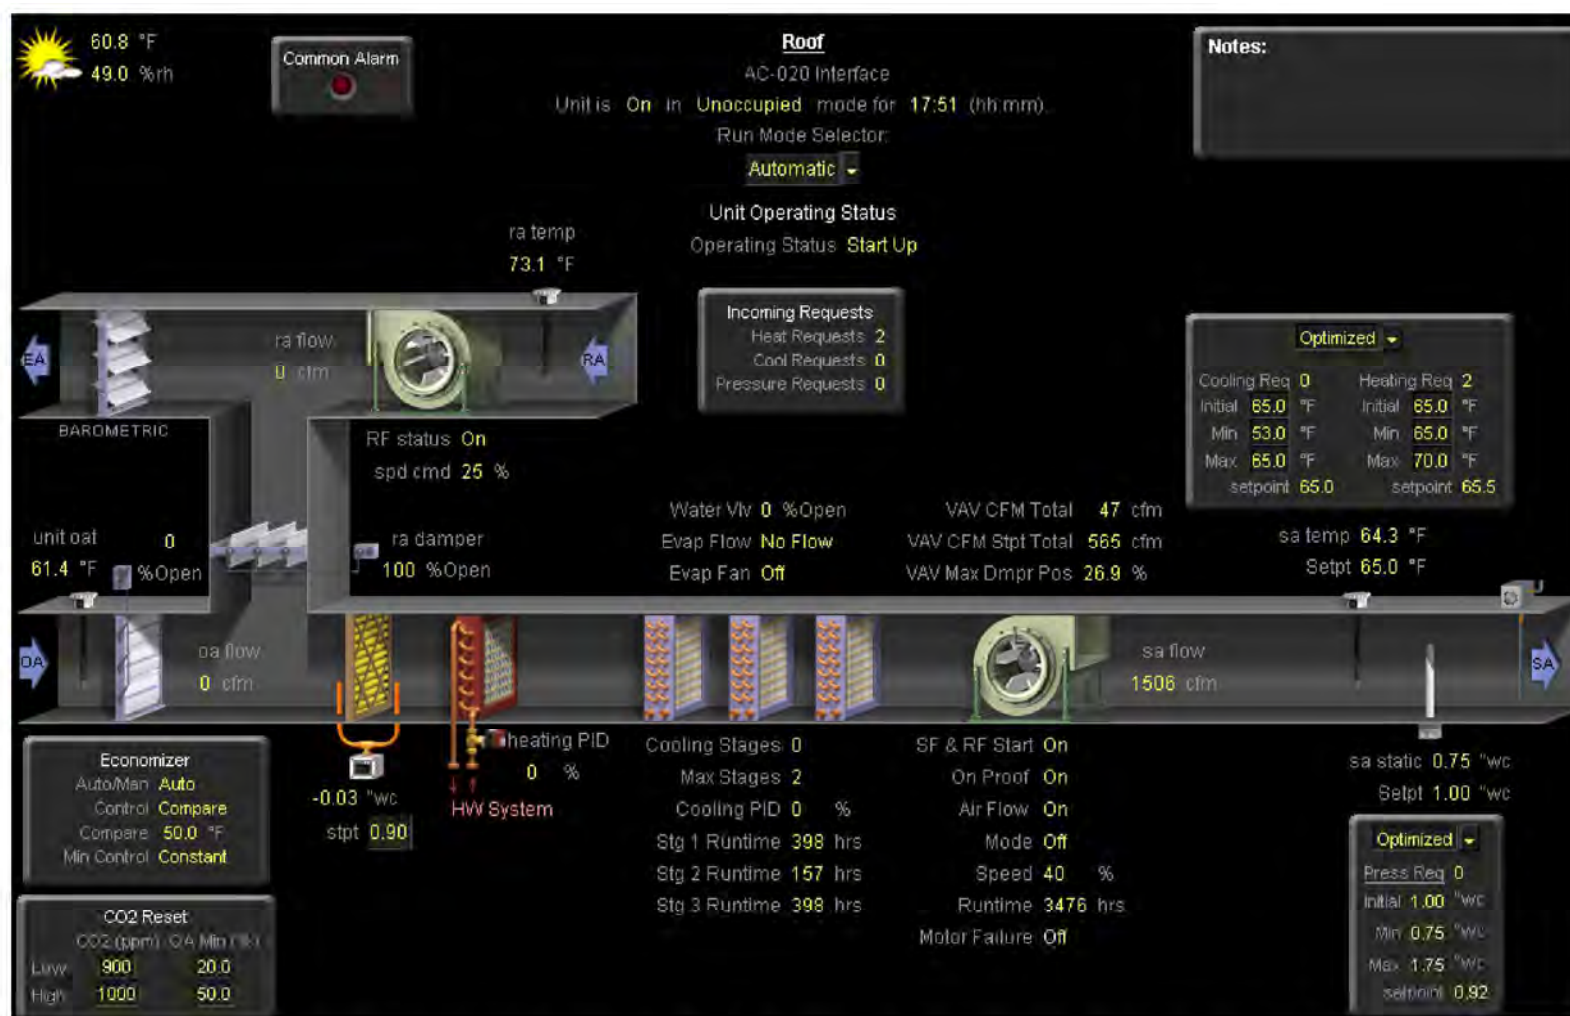 60.8 °F
49.0 %rh
Common Alarm
Roof
AC-020 Interface
Unit is On in Unoccupied mode for 17:51 (hh:mm)
Run Mode Selector:
Automatic
Unit Operating Status
Operating Status Start Up
Notes:
ra temp
73.1 °F
EA
ra flow
0 cfm
RA
BAROMETRIC
RF status On
spd cmd 25 %
Incoming Requests
Heat Requests 2
Cool Requests 0
Pressure Requests 0
Optimized
Cooling Req 0 Heating Req 2
Initial 65.0 °F Initial 65.0 °F
Min 53.0 °F Min 65.0 °F
Max 65.0 °F Max 70.0 °F
setpoint 65.0 setpoint 65.5
unit oat
61.4 °F
0
%Open
ra damper
100 %Open
Water Vlv 0 %Open
Evap Flow No Flow
Evap Fan Off
VAV CFM Total 47 cfm
VAV CFM Stpt Total 565 cfm
VAV Max Dmpr Pos 26.9 %
sa temp 64.3 °F
Setpt 65.0 °F
OA
oa flow
0 cfm
sa flow
1506 cfm
SA
Economizer
Auto/Man Auto
Control Compare
Compare 50.0 °F
Min Control Constant
-0.03 "wc
stpt 0.90
heating PID
0 %
HW System
Cooling Stages 0
Max Stages 2
Cooling PID 0 %
Stg 1 Runtime 398 hrs
Stg 2 Runtime 157 hrs
Stg 3 Runtime 398 hrs
SF & RF Start On
On Proof On
Air Flow On
Mode Off
Speed 40 %
Runtime 3476 hrs
Motor Failure Off
sa static 0.75 "wc
Setpt 1.00 "wc
Optimized
Press Req 0
Initial 1.00 "wc
Min 0.75 "wc
Max 1.75 "wc
setpoint 0.92
CO2 Reset
CO2 (ppm) OA Min (%)
Low 900 20.0
High 1000 50.0